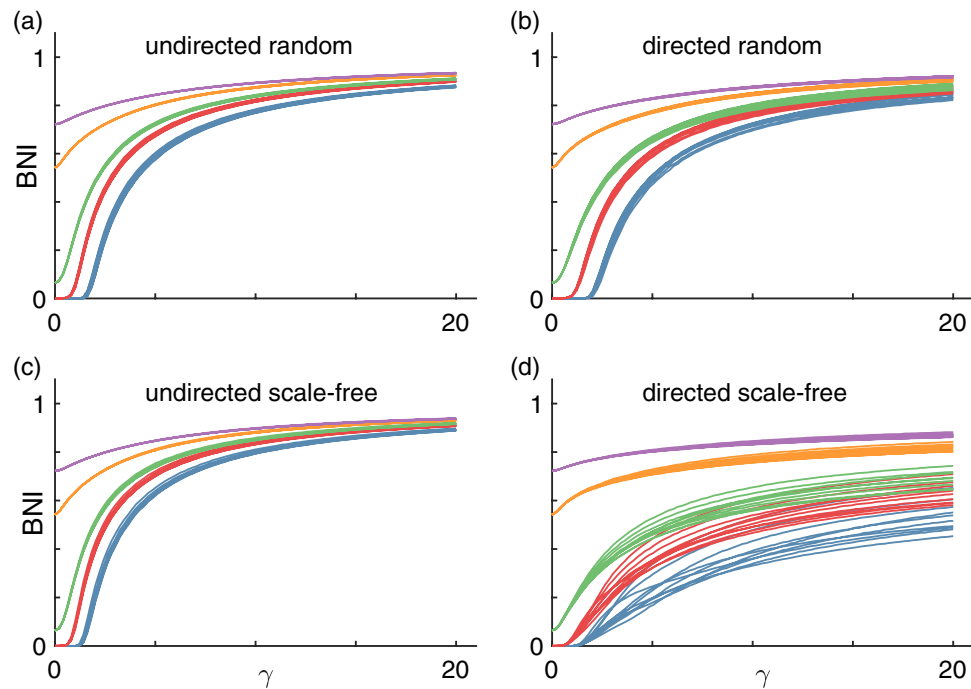 (a) undirected random
(b) directed random
1
1
BNI
0
0
0
20
0
20
(c) undirected scale-free
(d) directed scale-free
1
1
BNI
0
0
0
γ
20
0
γ
20